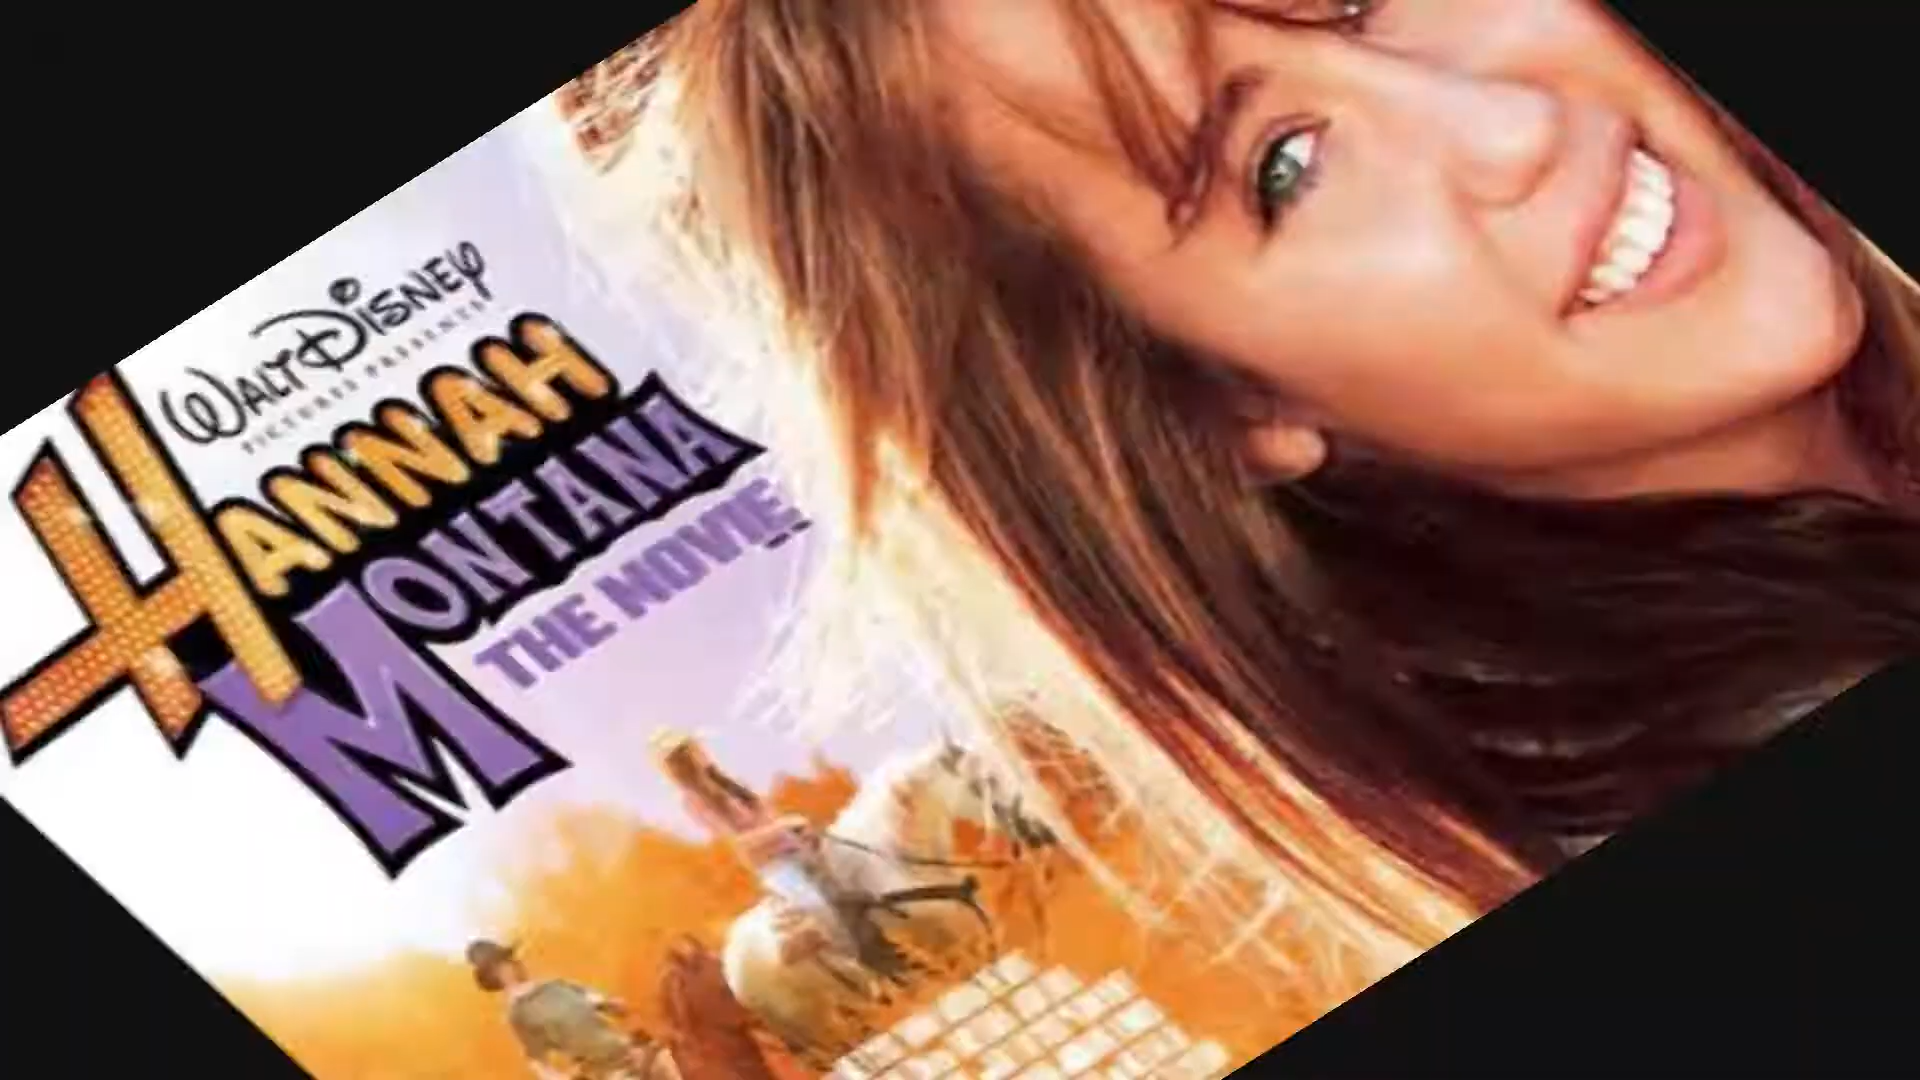 WALT DISNEY
PICTURES PRESENTS
HANNAH
MONTANA
THE MOVIE